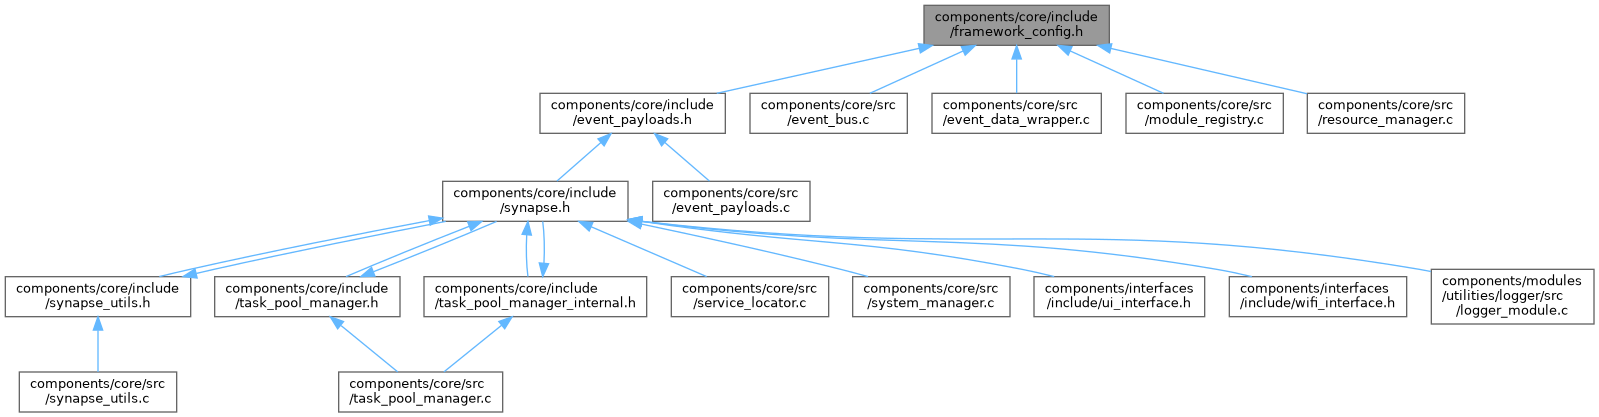 components/core/include
/framework_config.h
components/core/include
/event_payloads.h
components/core/src
/event_bus.c
components/core/src
/event_data_wrapper.c
components/core/src
/module_registry.c
components/core/src
/resource_manager.c
components/core/include
/synapse.h
components/core/src
/event_payloads.c
components/core/include
/synapse_utils.h
components/core/include
/task_pool_manager.h
components/core/include
/task_pool_manager_internal.h
components/core/src
/service_locator.c
components/core/src
/system_manager.c
components/interfaces
/include/ui_interface.h
components/interfaces
/include/wifi_interface.h
components/modules
/utilities/logger/src
/logger_module.c
components/core/src
/synapse_utils.c
components/core/src
/task_pool_manager.c